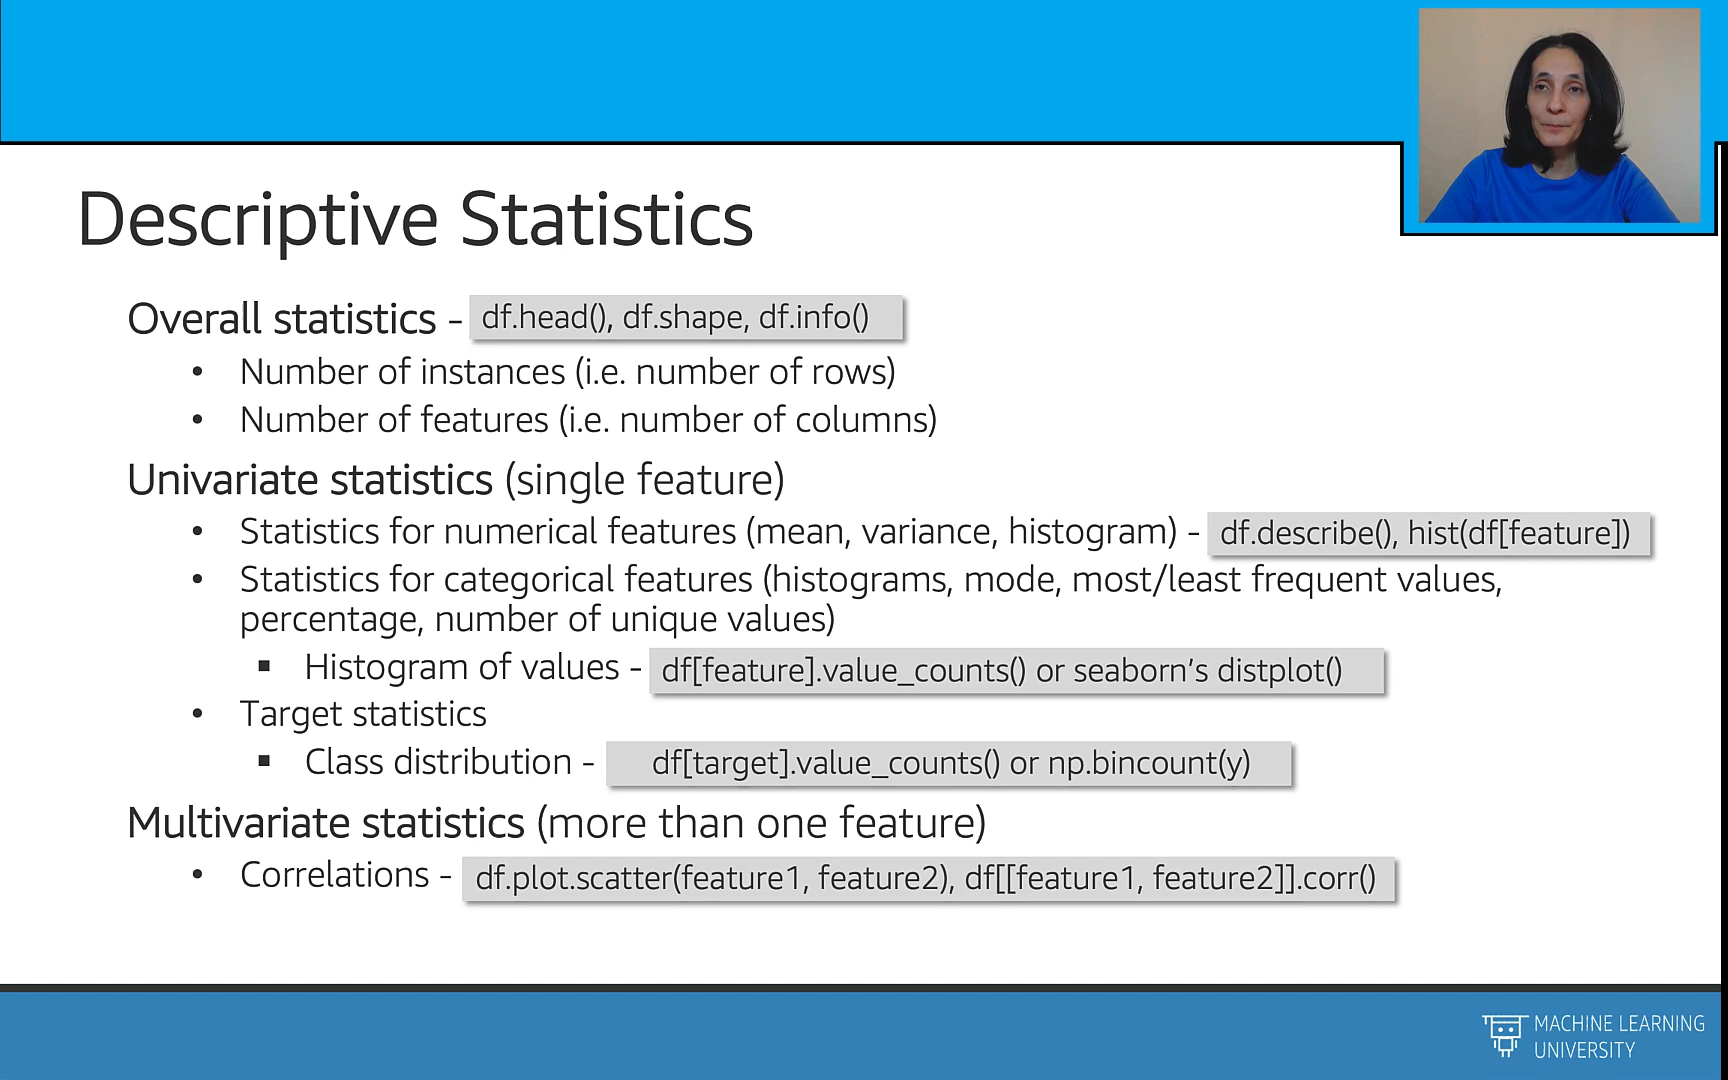 Descriptive Statistics
Overall statistics - df.head(), df.shape, df.info()
• Number of instances (i.e. number of rows)
• Number of features (i.e. number of columns)
Univariate statistics (single feature)
• Statistics for numerical features (mean, variance, histogram) - df.describe(), hist(df[feature])
• Statistics for categorical features (histograms, mode, most/least frequent values,
percentage, number of unique values)
▪ Histogram of values - df[feature].value_counts() or seaborn’s distplot()
• Target statistics
▪ Class distribution - df[target].value_counts() or np.bincount(y)
Multivariate statistics (more than one feature)
• Correlations - df.plot.scatter(feature1, feature2), df[[feature1, feature2]].corr()
MACHINE LEARNING
UNIVERSITY